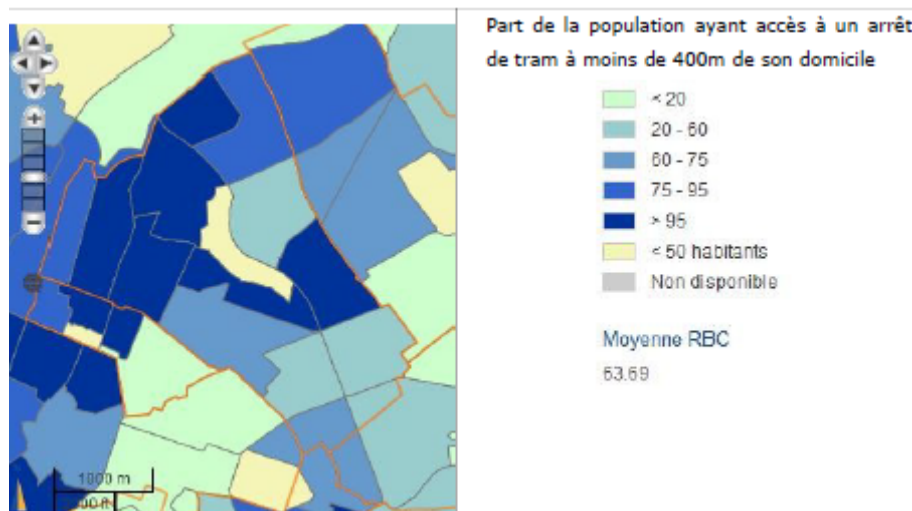 Part de la population ayant accès à un arrêt
de tram à moins de 400m de son domicile
< 20
20 - 60
60 - 75
75 - 95
> 95
< 50 habitants
Non disponible
Moyenne RBC
63.69
1000 m